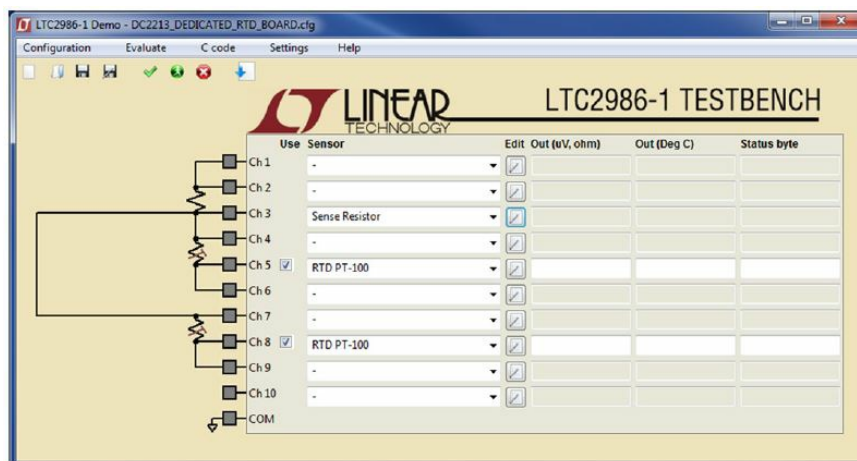 LTC2986-1 Demo - DC2213_DEDICATED_RTD_BOARD.cfg
Configuration Evaluate C code Settings Help
LINEAR TECHNOLOGY
LTC2986-1 TESTBENCH
Use Sensor Edit Out (uV, ohm) Out (Deg C) Status byte
Ch 1 -
Ch 2 -
Ch 3 Sense Resistor
Ch 4 -
Ch 5 RTD PT-100
Ch 6 -
Ch 7 -
Ch 8 RTD PT-100
Ch 9 -
Ch 10 -
COM